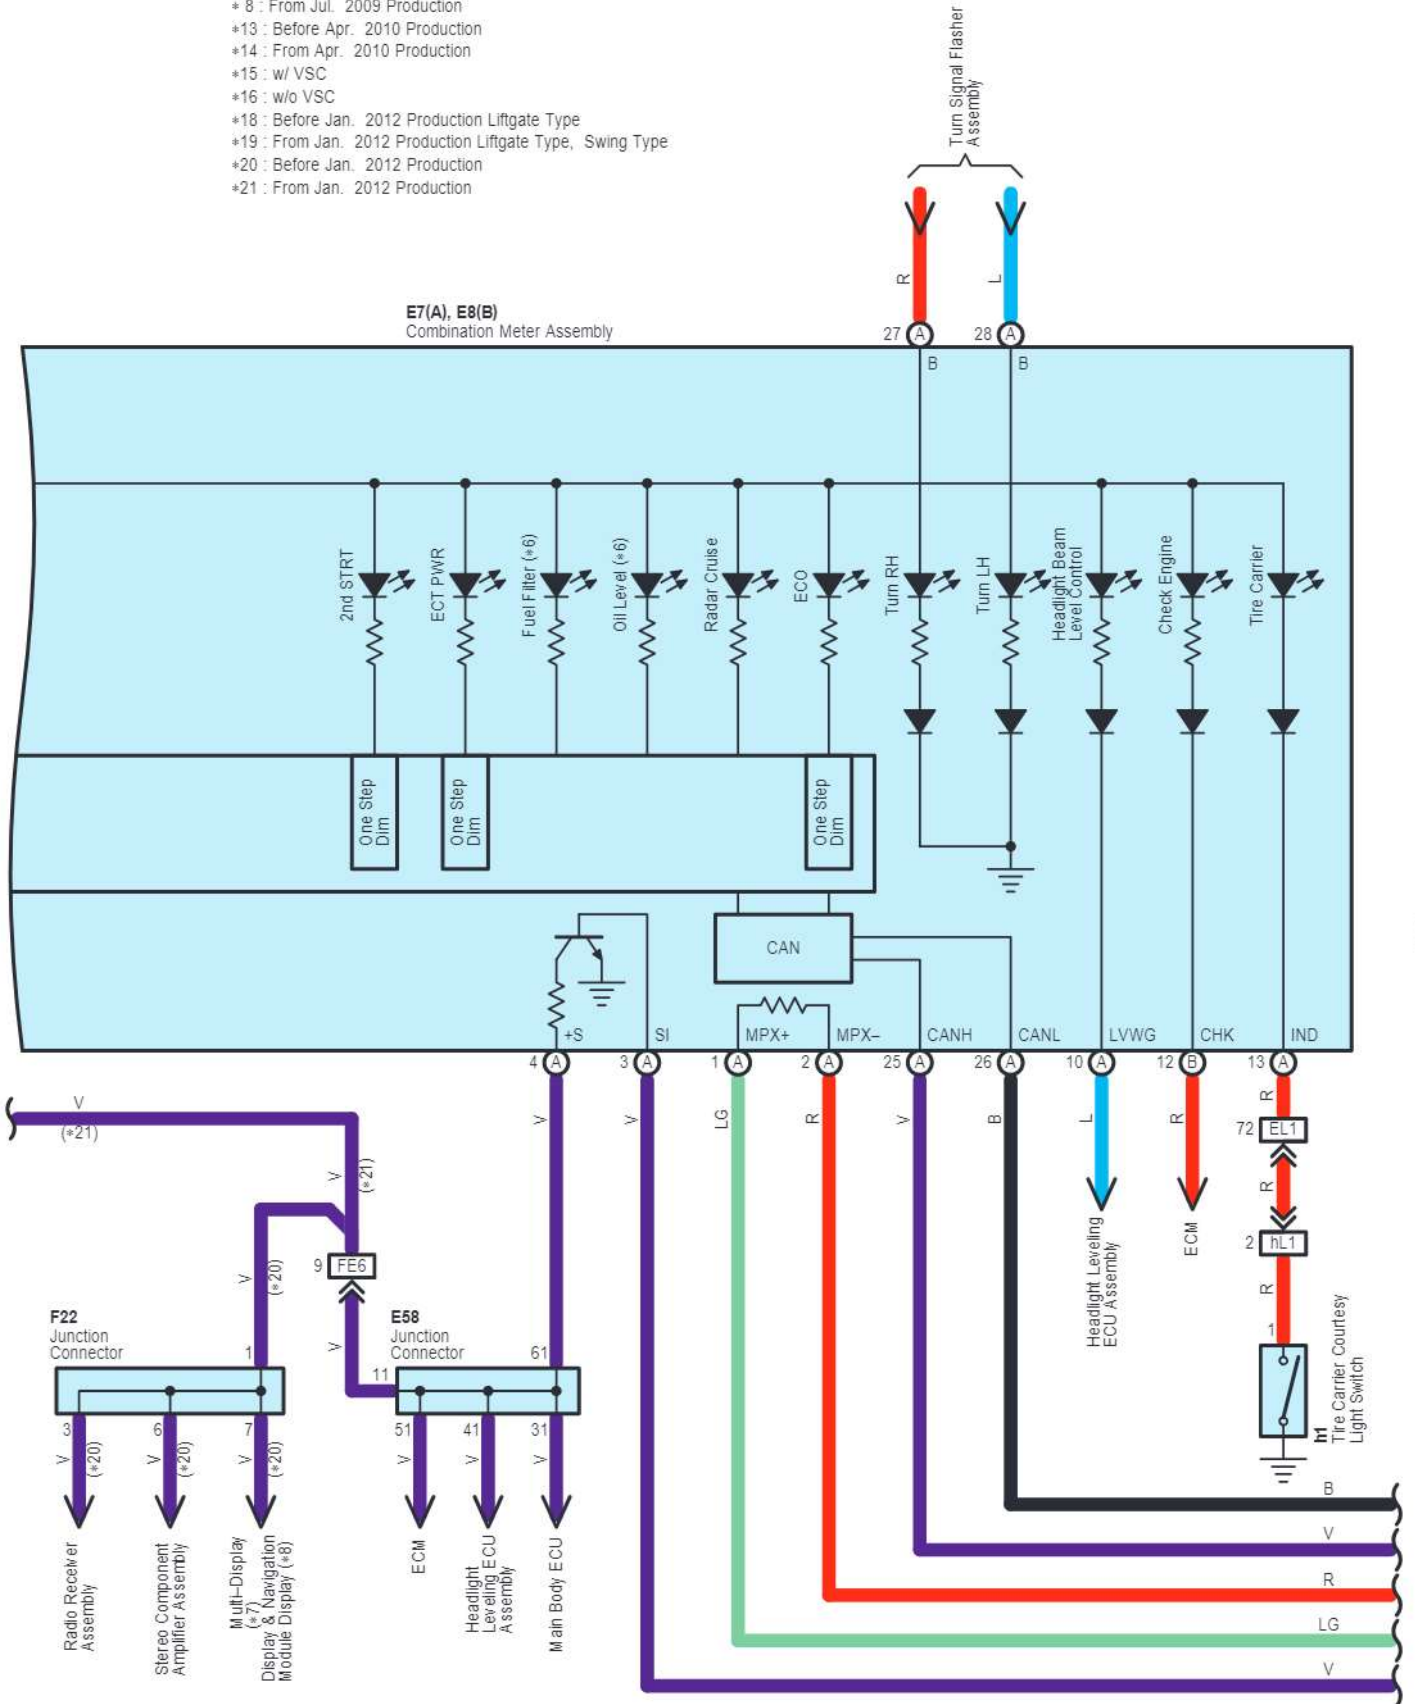 * 8 : From Jul. 2009 Production
*13 : Before Apr. 2010 Production
*14 : From Apr. 2010 Production
*15 : w/ VSC
*16 : w/o VSC
*18 : Before Jan. 2012 Production Liftgate Type
*19 : From Jan. 2012 Production Liftgate Type, Swing Type
*20 : Before Jan. 2012 Production
*21 : From Jan. 2012 Production
Turn Signal Flasher
Assembly
R
L
E7(A), E8(B)
Combination Meter Assembly
27 A
28 A
B
B
2nd STRT
ECT PWR
Fuel Filter (*6)
Oil Level (*6)
Radar Cruise
ECO
Turn RH
Turn LH
Headlight Beam
Level Control
Check Engine
Tire Carrier
One Step
Dim
One Step
Dim
One Step
Dim
CAN
+S
SI
MPX+
MPX–
CANH
CANL
LVWG
CHK
IND
4 A
3 A
1 A
2 A
25 A
26 A
10 A
12 B
13 A
V
(*21)
V
V
LG
R
V
B
L
R
R
72 EL1
V
(*21)
R
2 hL1
Headlight Leveling
ECU Assembly
ECM
9 FE6
V
(*20)
V
R
1
h1
Tire Carrier Courtesy
Light Switch
F22
Junction
Connector
1
E58
Junction
Connector
61
11
3
6
7
51
41
31
V
(*20)
V
(*20)
V
(*20)
V
V
V
Radio Receiver
Assembly
Stereo Component
Amplifier Assembly
Multi–Display
(*7)
Display & Navigation
Module Display (*8)
ECM
Headlight
Leveling ECU
Assembly
Main Body ECU
B
V
R
LG
V